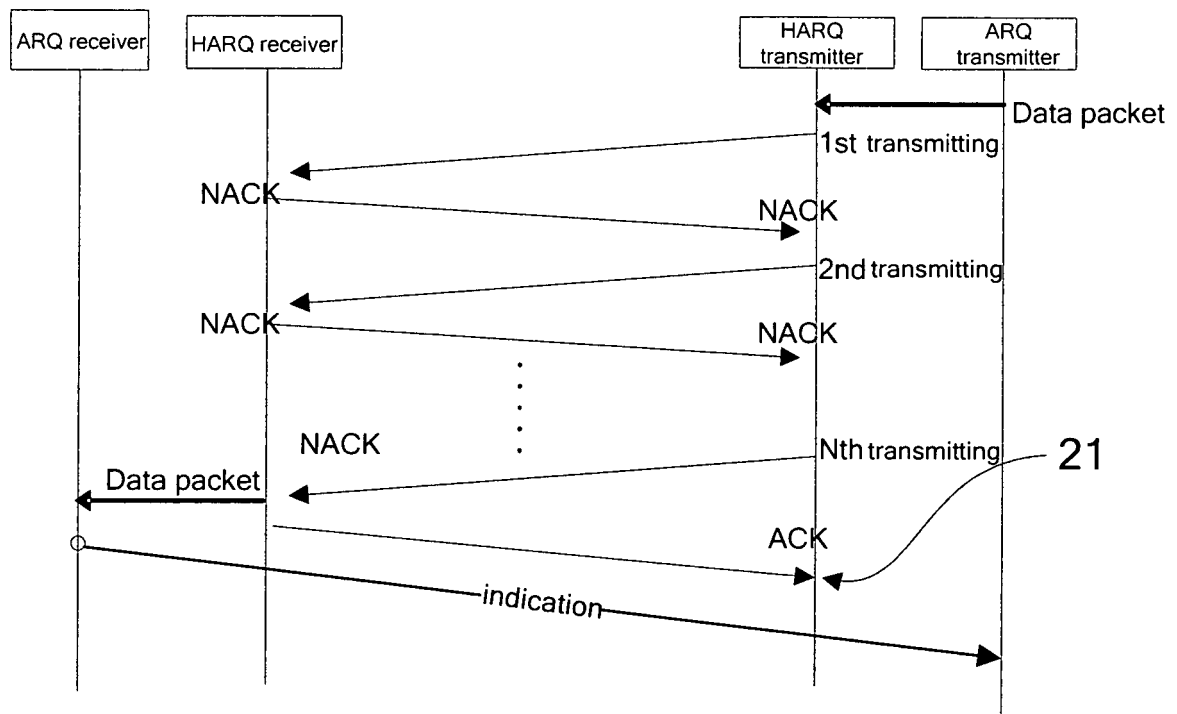 ARQ receiver
HARQ receiver
HARQ
transmitter
ARQ
transmitter
Data packet
1st transmitting
NACK
NACK
2nd transmitting
NACK
NACK
NACK
Nth transmitting
21
Data packet
ACK
indication